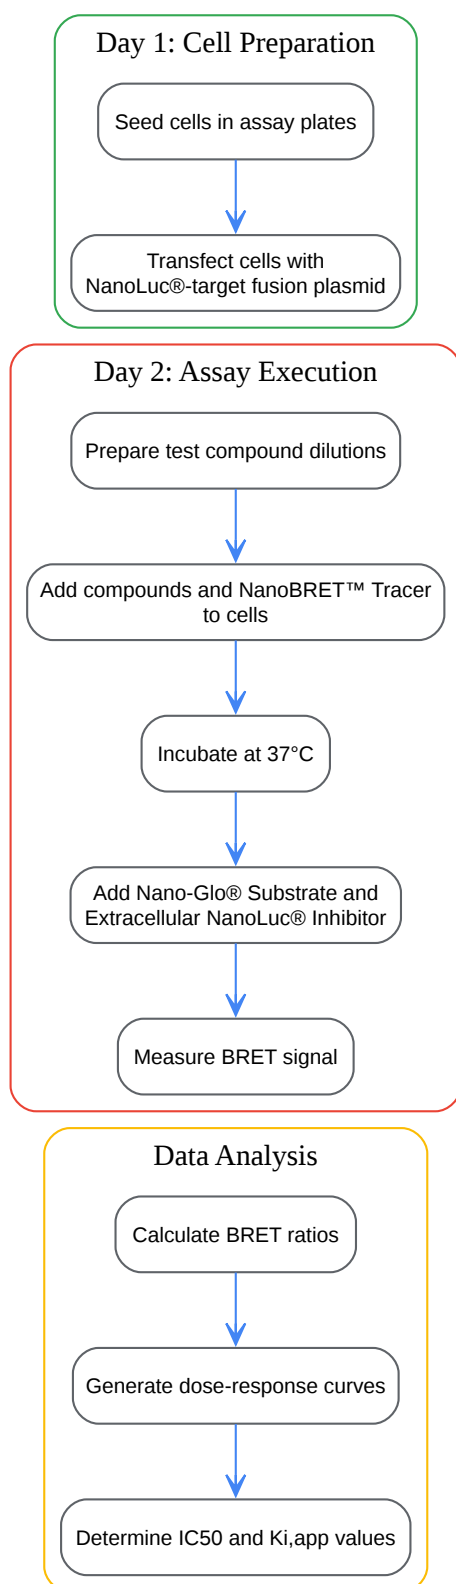 Day 1: Cell Preparation
Seed cells in assay plates
Transfect cells with
NanoLuc®-target fusion plasmid
Day 2: Assay Execution
Prepare test compound dilutions
Add compounds and NanoBRET™ Tracer
to cells
Incubate at 37°C
Add Nano-Glo® Substrate and
Extracellular NanoLuc® Inhibitor
Measure BRET signal
Data Analysis
Calculate BRET ratios
Generate dose-response curves
Determine IC50 and Ki,app values